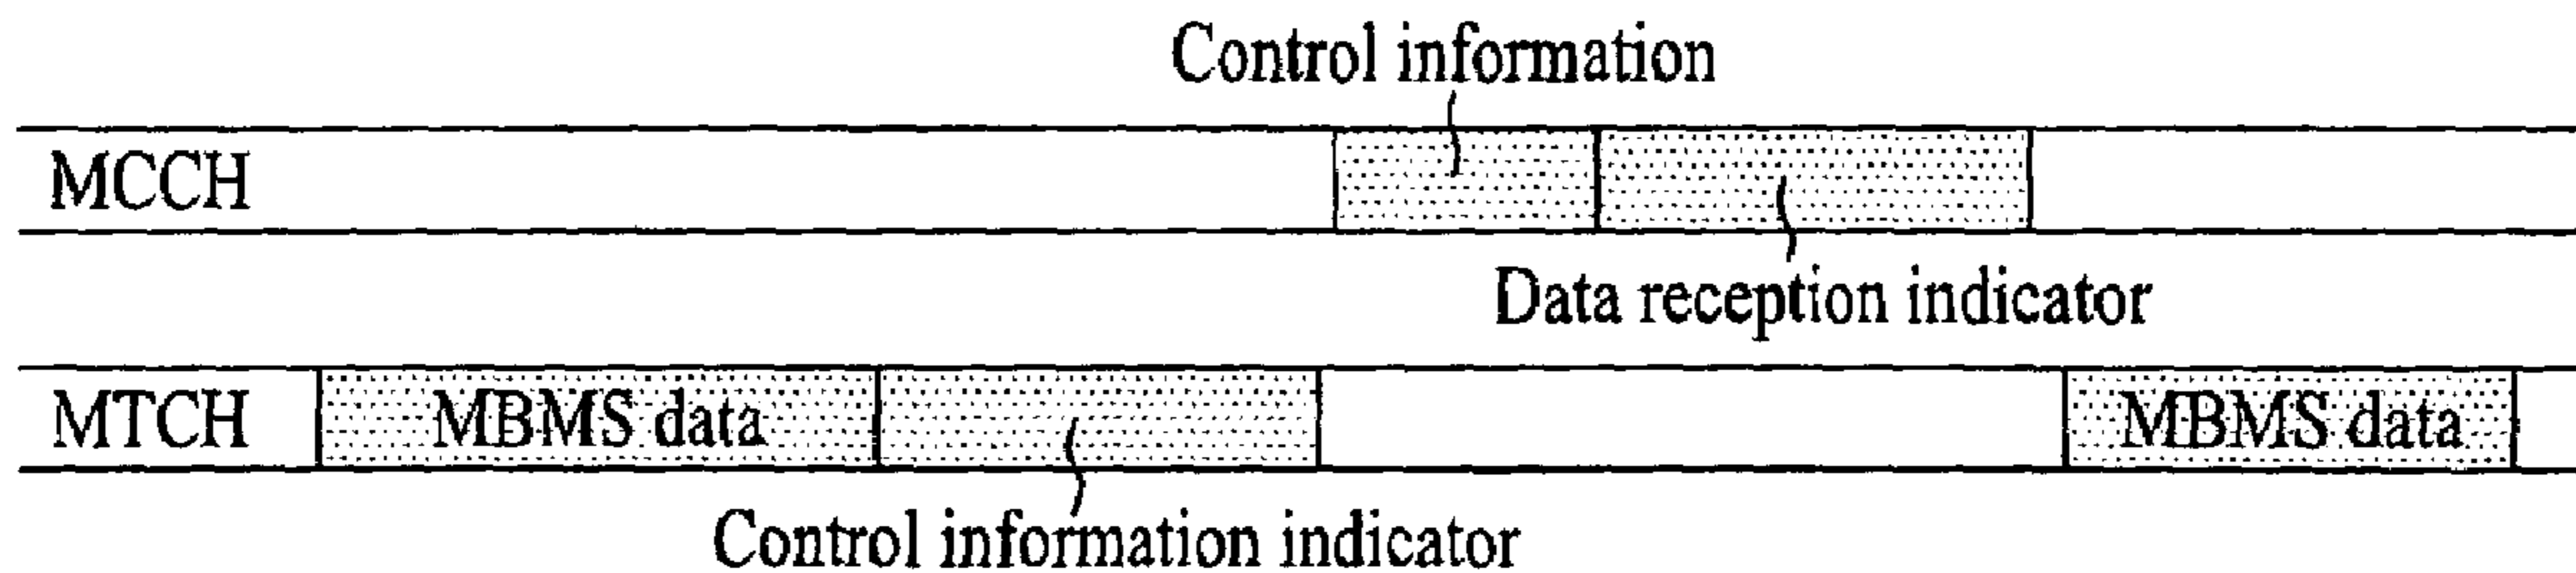 Control information
MCCH
Data reception indicator
MTCH MBMS data MBMS data
Control information indicator